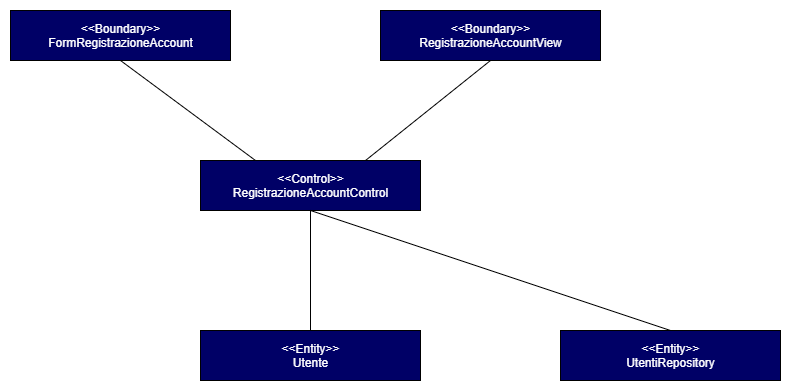 <<Boundary>>
FormRegistrazioneAccount
<<Boundary>>
RegistrazioneAccountView
<<Control>>
RegistrazioneAccountControl
<<Entity>>
Utente
<<Entity>>
UtentiRepository